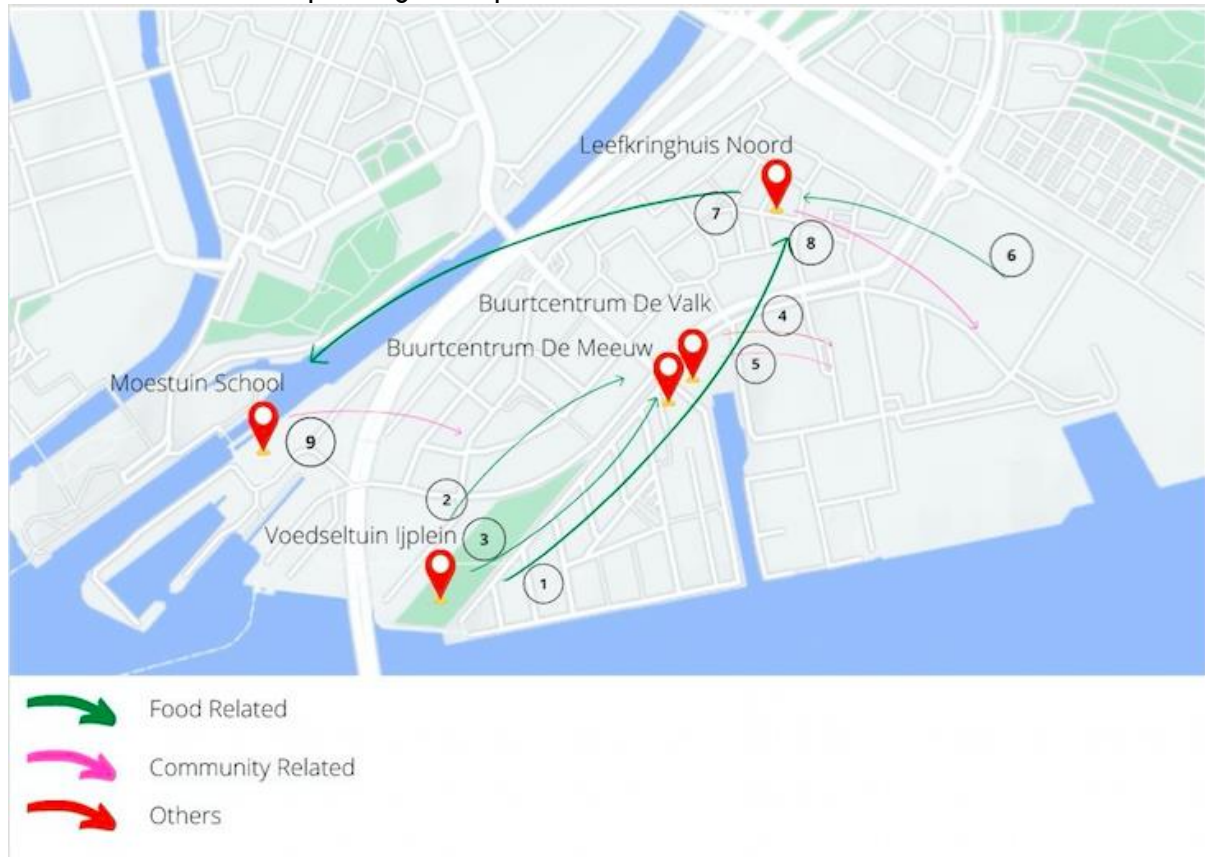 Leefkringhuis Noord
7
8
6
Buurtcentrum De Valk
4
Buurtcentrum De Meeuw
5
Moestuin School
9
2
Voedseltuin Ijplein
3
1
Food Related
Community Related
Others